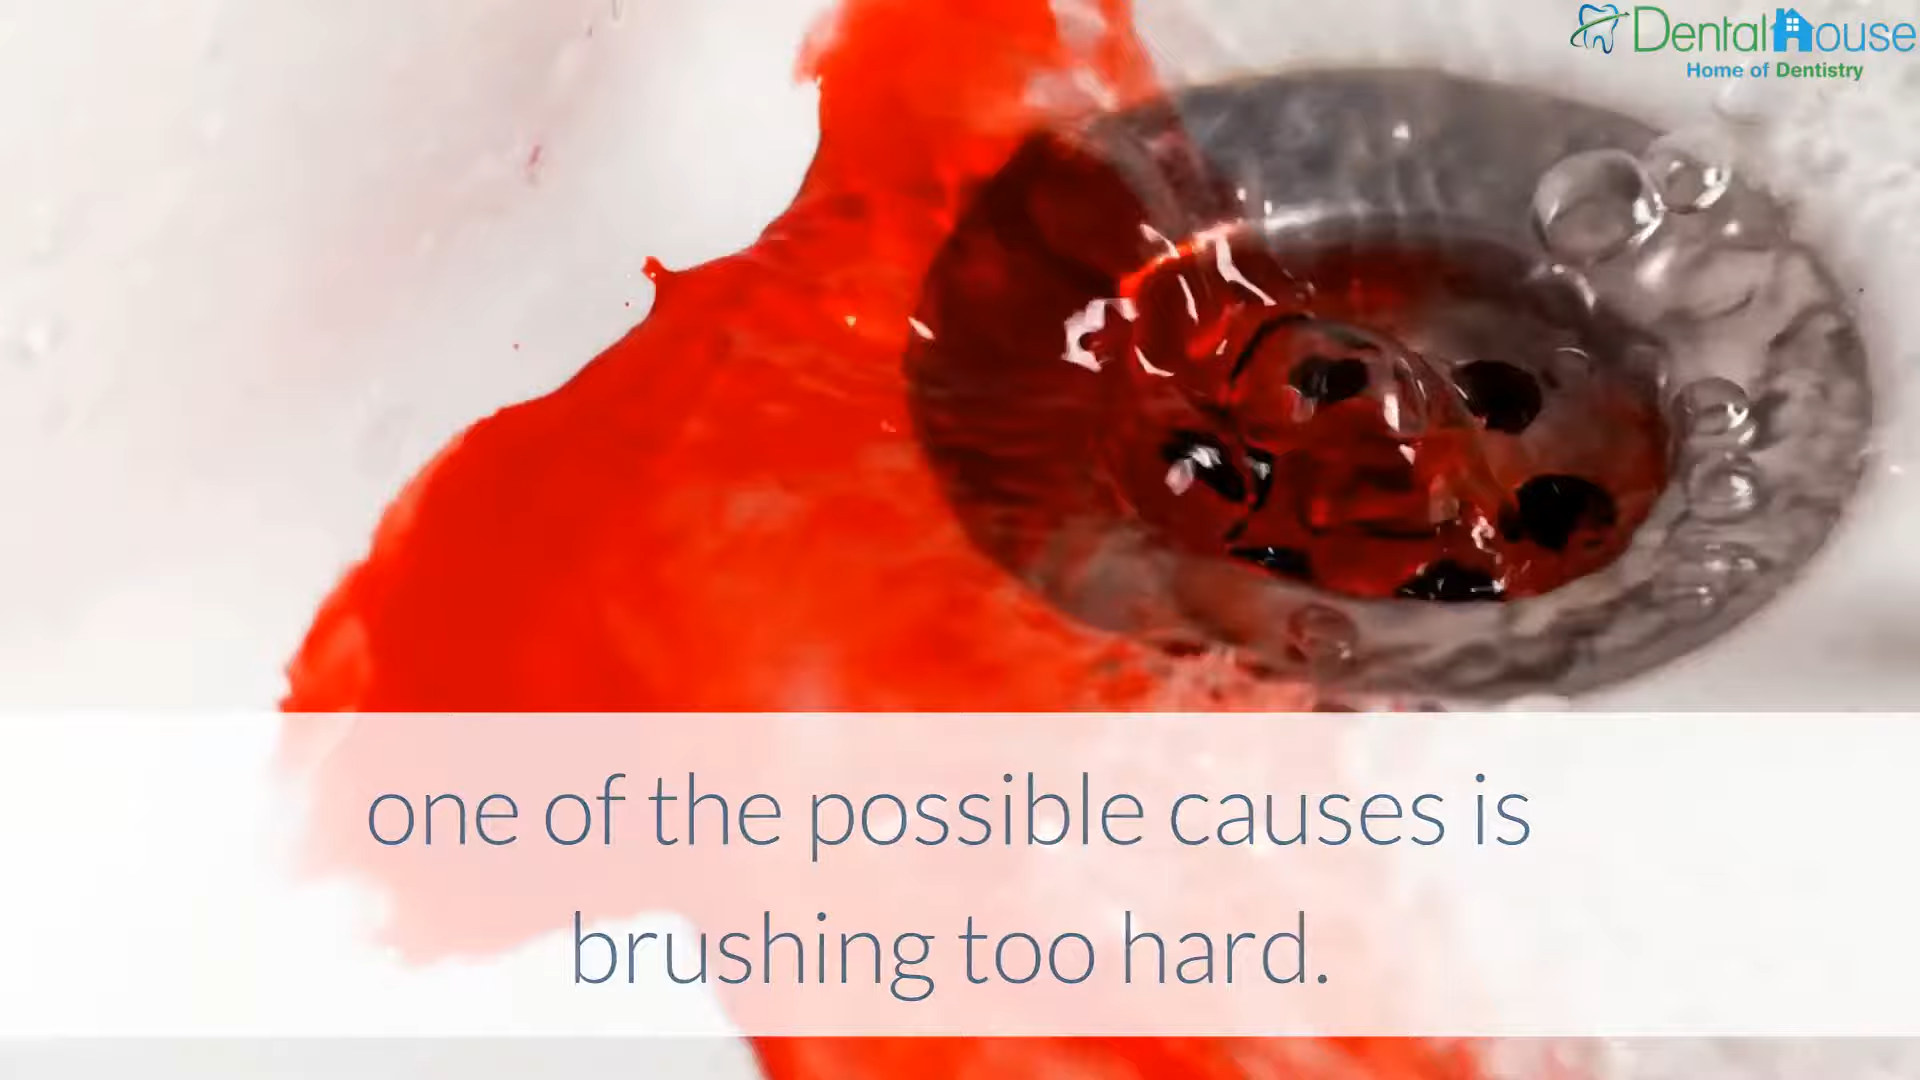 DentalHouse
Home of Dentistry
one of the possible causes is
brushing too hard.